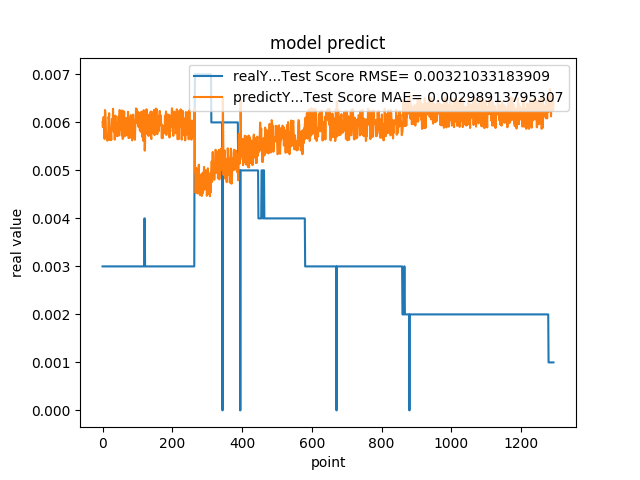 model predict
realY...Test Score RMSE= 0.00321033183909
predictY...Test Score MAE= 0.00298913795307
0.007
0.006
0.005
0.004
0.003
0.002
0.001
0.000
real value
0 200 400 600 800 1000 1200
point